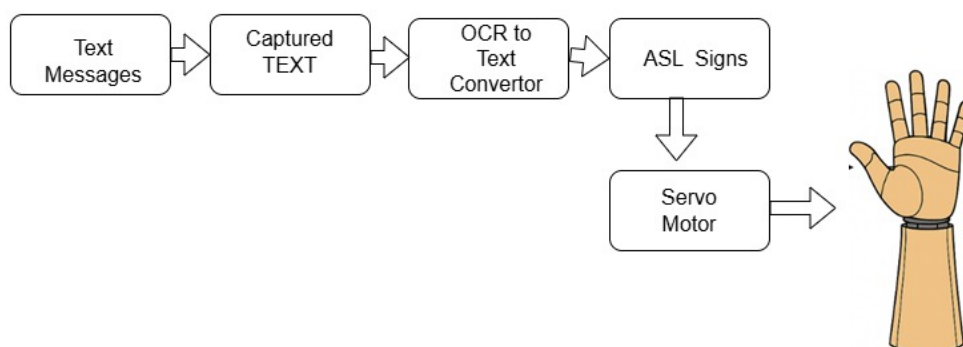 Text
Messages
Captured
TEXT
OCR to
Text
Convertor
ASL Signs
Servo
Motor